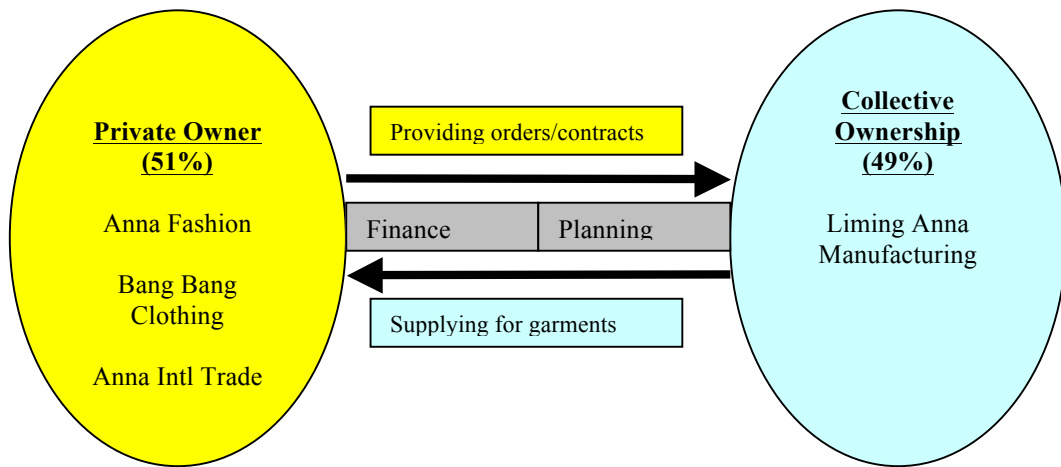 Private Owner
(51%)
Anna Fashion
Bang Bang
Clothing
Anna Intl Trade
Providing orders/contracts
Finance
Planning
Supplying for garments
Collective
Ownership
(49%)
Liming Anna
Manufacturing